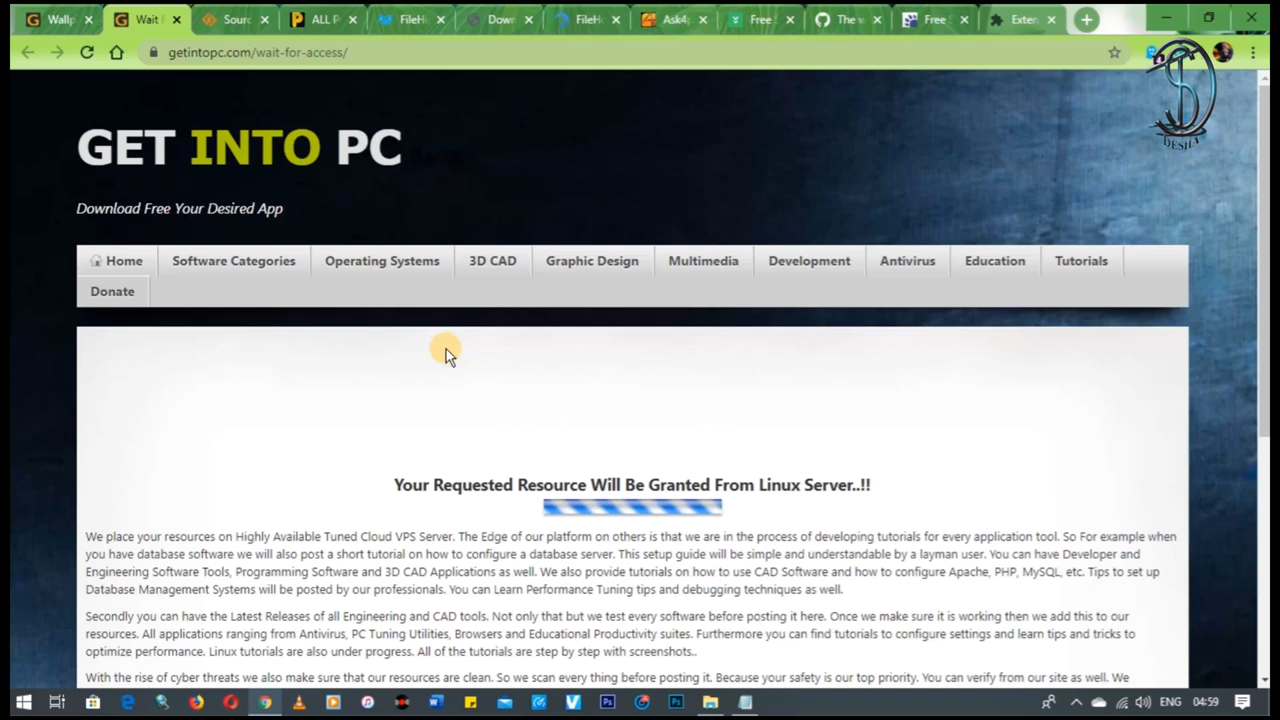 Wallp
Wait F
Sourc
ALL P
FileH
Down
FileH
Ask4
Free S
The w
Free S
Exten
getintopc.com/wait-for-access/
DESHA
GET INTO PC
Download Free Your Desired App
Home Software Categories Operating Systems 3D CAD Graphic Design Multimedia Development Antivirus Education Tutorials
Donate
Your Requested Resource Will Be Granted From Linux Server..!!
We place your resources on Highly Available Tuned Cloud VPS Server. The Edge of our platform on others is that we are in the process of developing tutorials for every application tool. So For example when
you have database software we will also post a short tutorial on how to configure a database server. This setup guide will be simple and understandable by a layman user. You can have Developer and
Engineering Software Tools, Programming Software and 3D CAD Applications as well. We also provide tutorials on how to use CAD Software and how to configure Apache, PHP, MySQL, etc. Tips to set up
Database Management Systems will be posted by our professionals. You can Learn Performance Tuning tips and debugging techniques as well.
Secondly you can have the Latest Releases of all Engineering and CAD tools. Not only that but we test every software before posting it here. Once we make sure it is working then we add this to our
resources. All applications ranging from Antivirus, PC Tuning Utilities, Browsers and Educational Productivity suites. Furthermore you can find tutorials to configure settings and learn tips and tricks to
optimize performance. Linux tutorials are also under progress. All of the tutorials are step by step with screenshots..
With the rise of cyber threats we also make sure that our resources are clean. So we scan every thing before posting it. Because your safety is our top priority. You can verify from our site as well. We
ENG 04:59